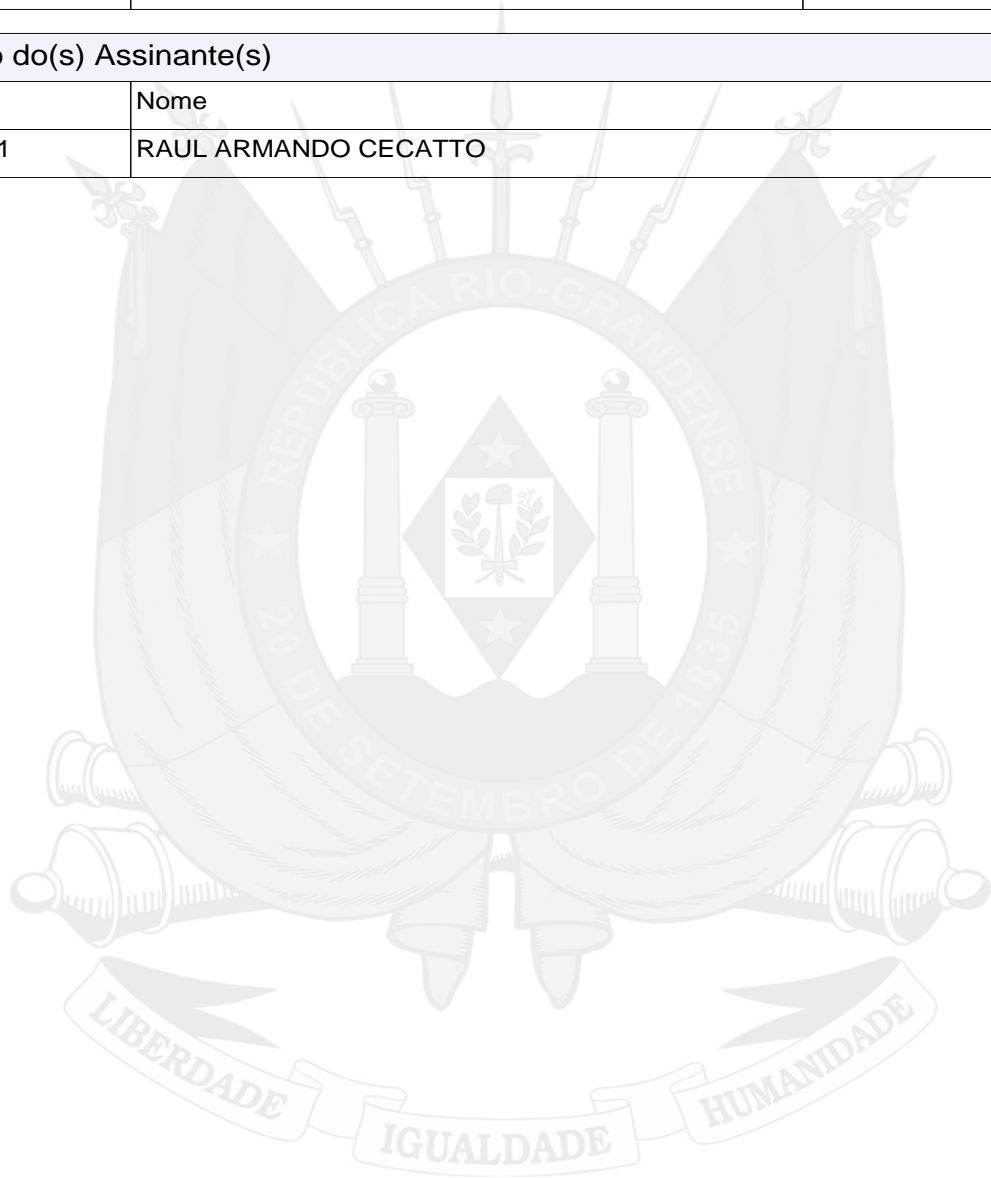 o do(s) Assinante(s)
Nome
1 RAUL ARMANDO CECATTO
REPÚBLICA RIO-GRANDENSE
20 DE SETEMBRO DE 1835
LIBERDADE IGUALDADE HUMANIDADE